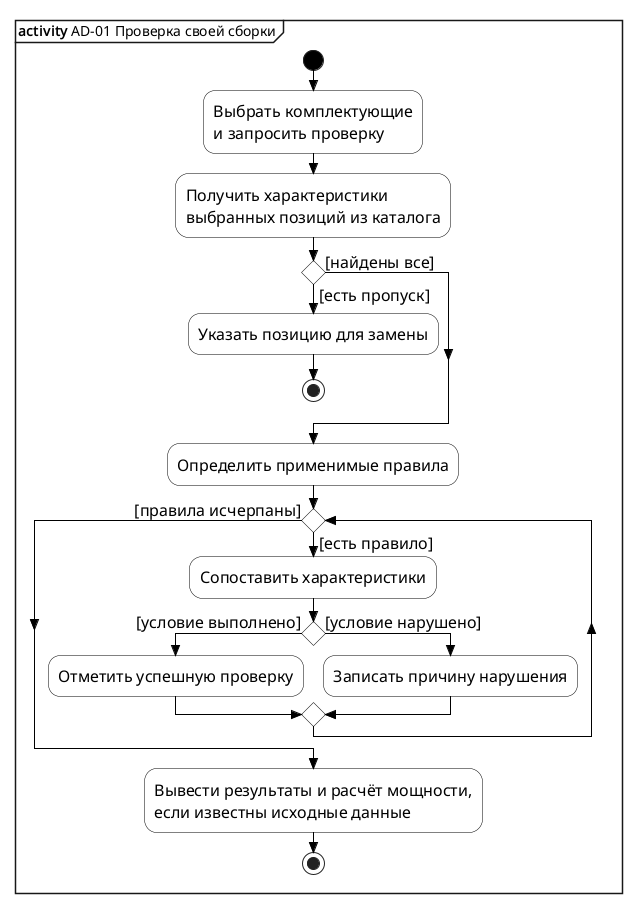 activity AD-01 Проверка своей сборки
Выбрать комплектующие
и запросить проверку
Получить характеристики
выбранных позиций из каталога
[найдены все]
[есть пропуск]
Указать позицию для замены
Определить применимые правила
[правила исчерпаны]
[есть правило]
Сопоставить характеристики
[условие выполнено] [условие нарушено]
Отметить успешную проверку Записать причину нарушения
Вывести результаты и расчёт мощности,
если известны исходные данные